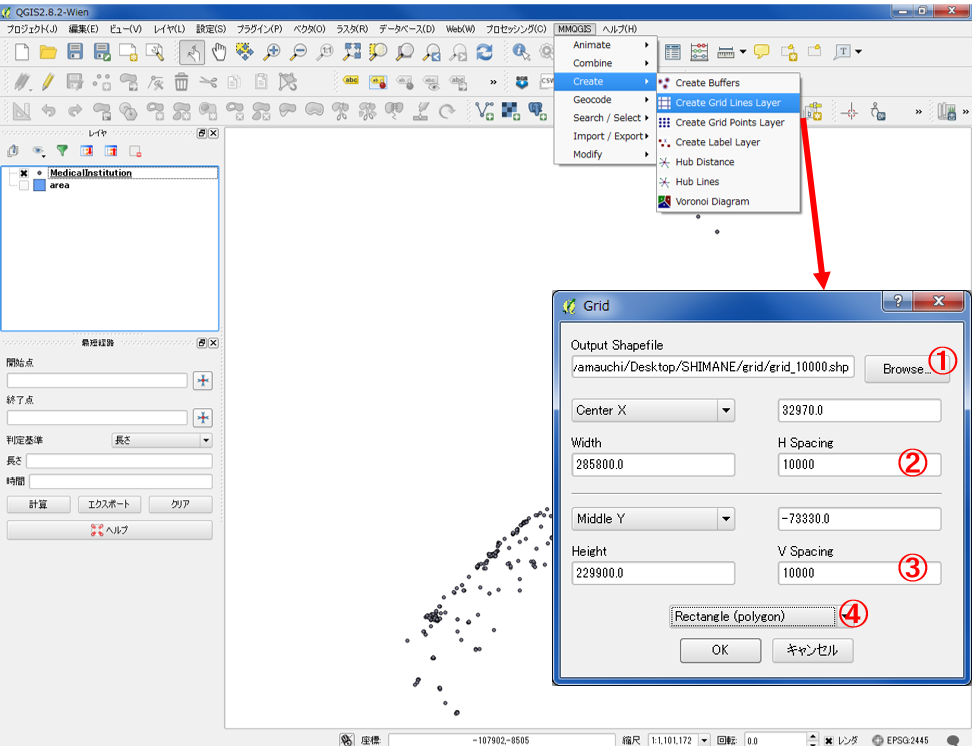 QGIS2.8.2-Wien
プロジェクト(J) 編集(E) ビュー(V) レイヤ(L) 設定(S) プラグイン(P) ベクタ(O) ラスタ(R) データベース(D) Web(W) プロセッシング(C) MMQGIS ヘルプ(H)
Animate
Combine
Create
Geocode
Search / Select
Import / Export
Modify
Create Buffers
Create Grid Lines Layer
Create Grid Points Layer
Create Label Layer
Hub Distance
Hub Lines
Voronoi Diagram
レイヤ
MedicalInstitution
area
最短経路
開始点
終了点
判定基準 長さ
長さ
時間
計算 エクスポート クリア
ヘルプ
Grid
Output Shapefile
yamauchi/Desktop/SHIMANE/grid/grid_10000.shp Browse... ①
Center X 32970.0
Width H Spacing
285800.0 10000 ②
Middle Y -73330.0
Height V Spacing
229900.0 10000 ③
Rectangle (polygon) ④
OK キャンセル
座標: -107902,-8505 縮尺 1:1,101,172 回転: 0.0 レンダ EPSG:2445